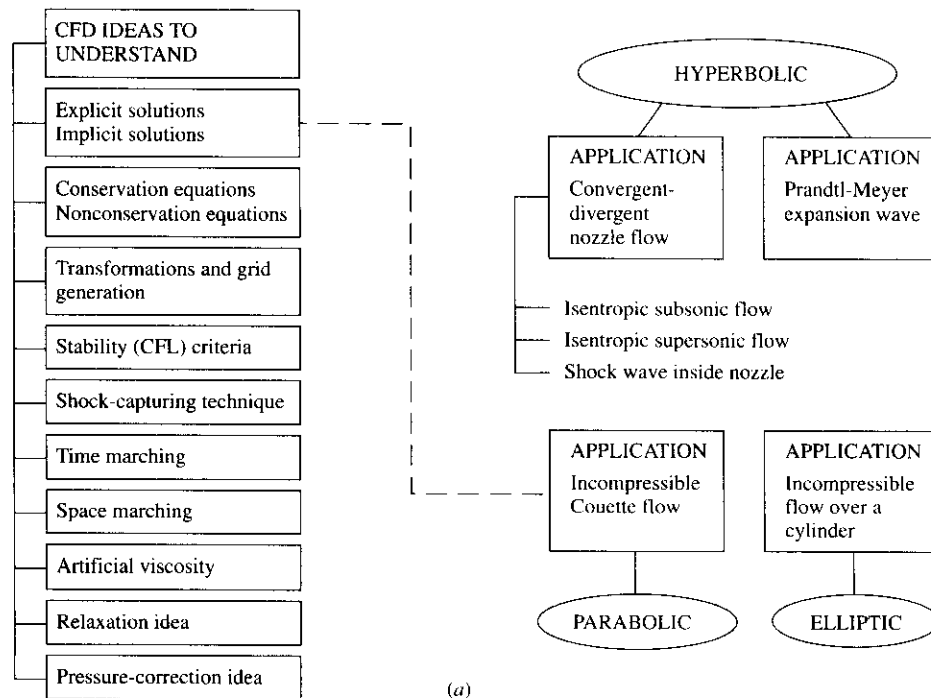 CFD IDEAS TO
UNDERSTAND
Explicit solutions
Implicit solutions
Conservation equations
Nonconservation equations
Transformations and grid
generation
Stability (CFL) criteria
Shock-capturing technique
Time marching
Space marching
Artificial viscosity
Relaxation idea
Pressure-correction idea
HYPERBOLIC
APPLICATION
Convergent-
divergent
nozzle flow
APPLICATION
Prandtl-Meyer
expansion wave
Isentropic subsonic flow
Isentropic supersonic flow
Shock wave inside nozzle
APPLICATION
Incompressible
Couette flow
APPLICATION
Incompressible
flow over a
cylinder
PARABOLIC
ELLIPTIC
(a)